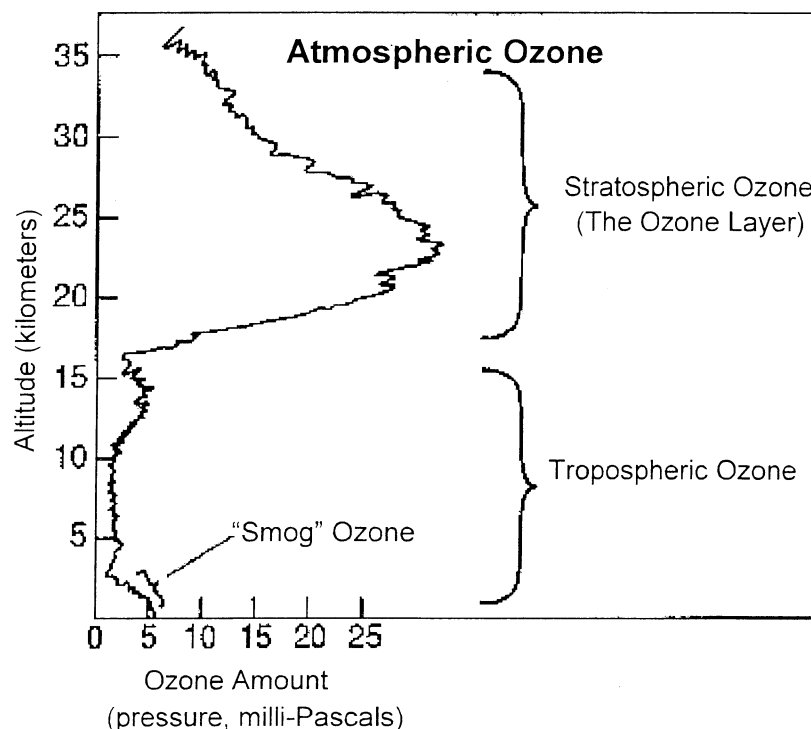 Atmospheric Ozone
35
30
25
20
15
10
5
Altitude (kilometers)
Stratospheric Ozone
(The Ozone Layer)
Tropospheric Ozone
“Smog” Ozone
0 5 10 15 20 25
Ozone Amount
(pressure, milli-Pascals)